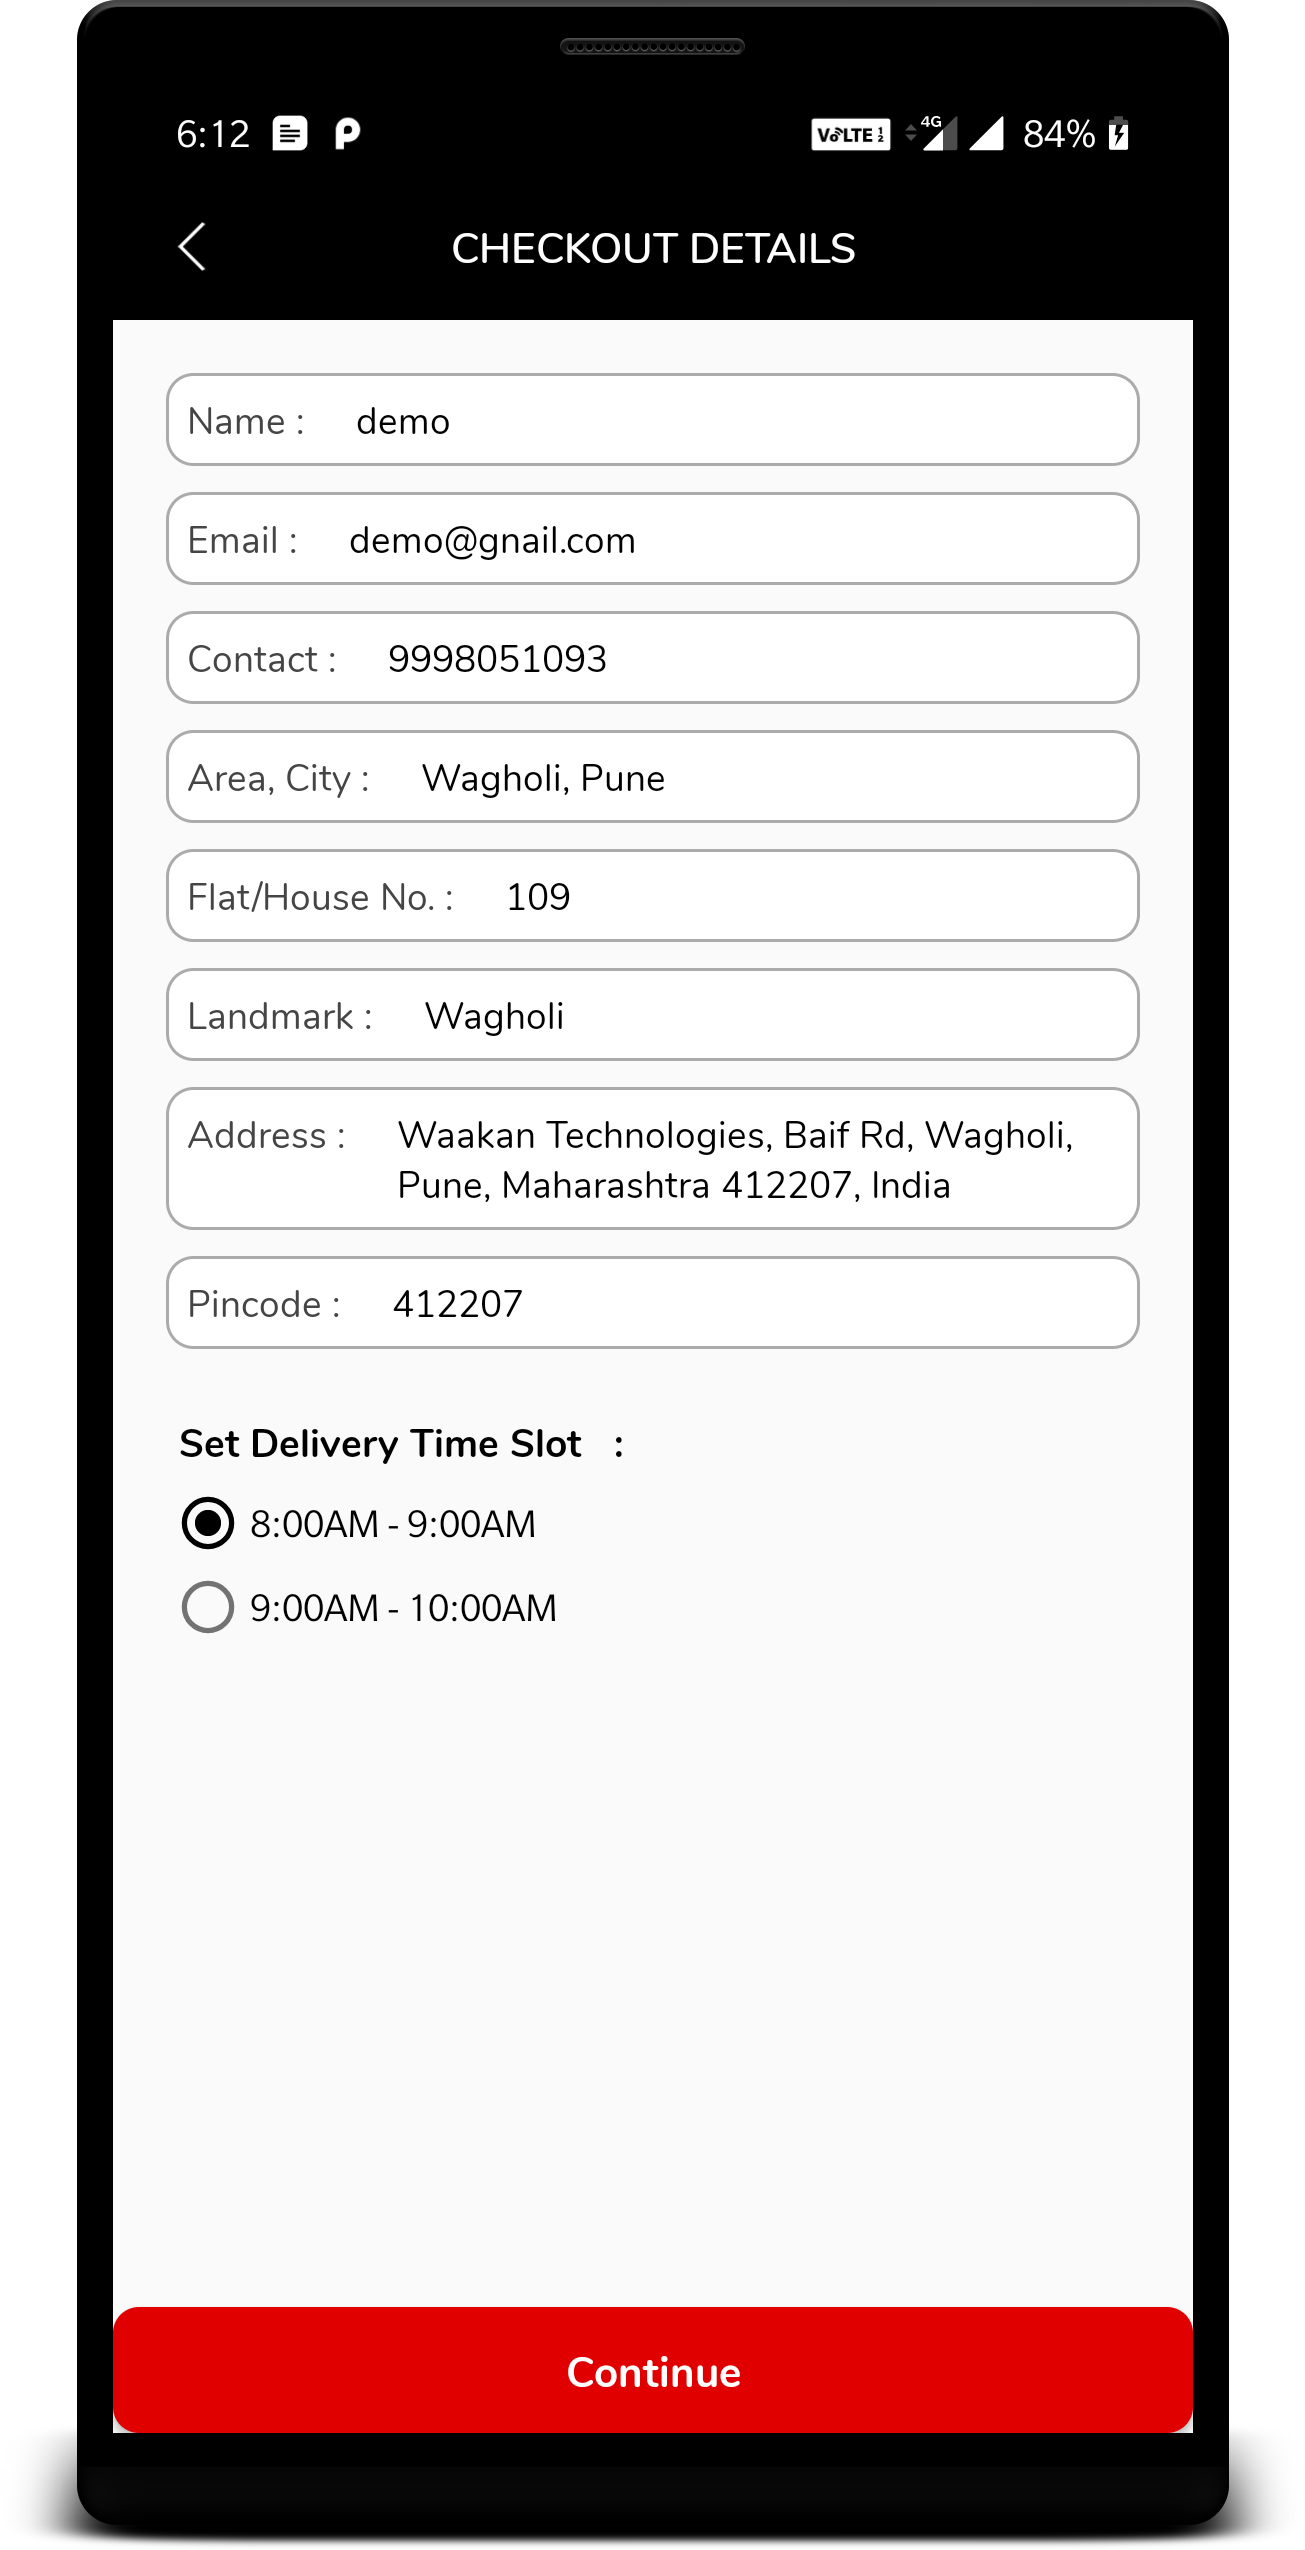 6:12 VoLTE 1 2 4G 84%
CHECKOUT DETAILS
Name : demo
Email : demo@gnail.com
Contact : 9998051093
Area, City : Wagholi, Pune
Flat/House No. : 109
Landmark : Wagholi
Address : Waakan Technologies, Baif Rd, Wagholi,
Pune, Maharashtra 412207, India
Pincode : 412207
Set Delivery Time Slot :
8:00AM - 9:00AM
9:00AM - 10:00AM
Continue